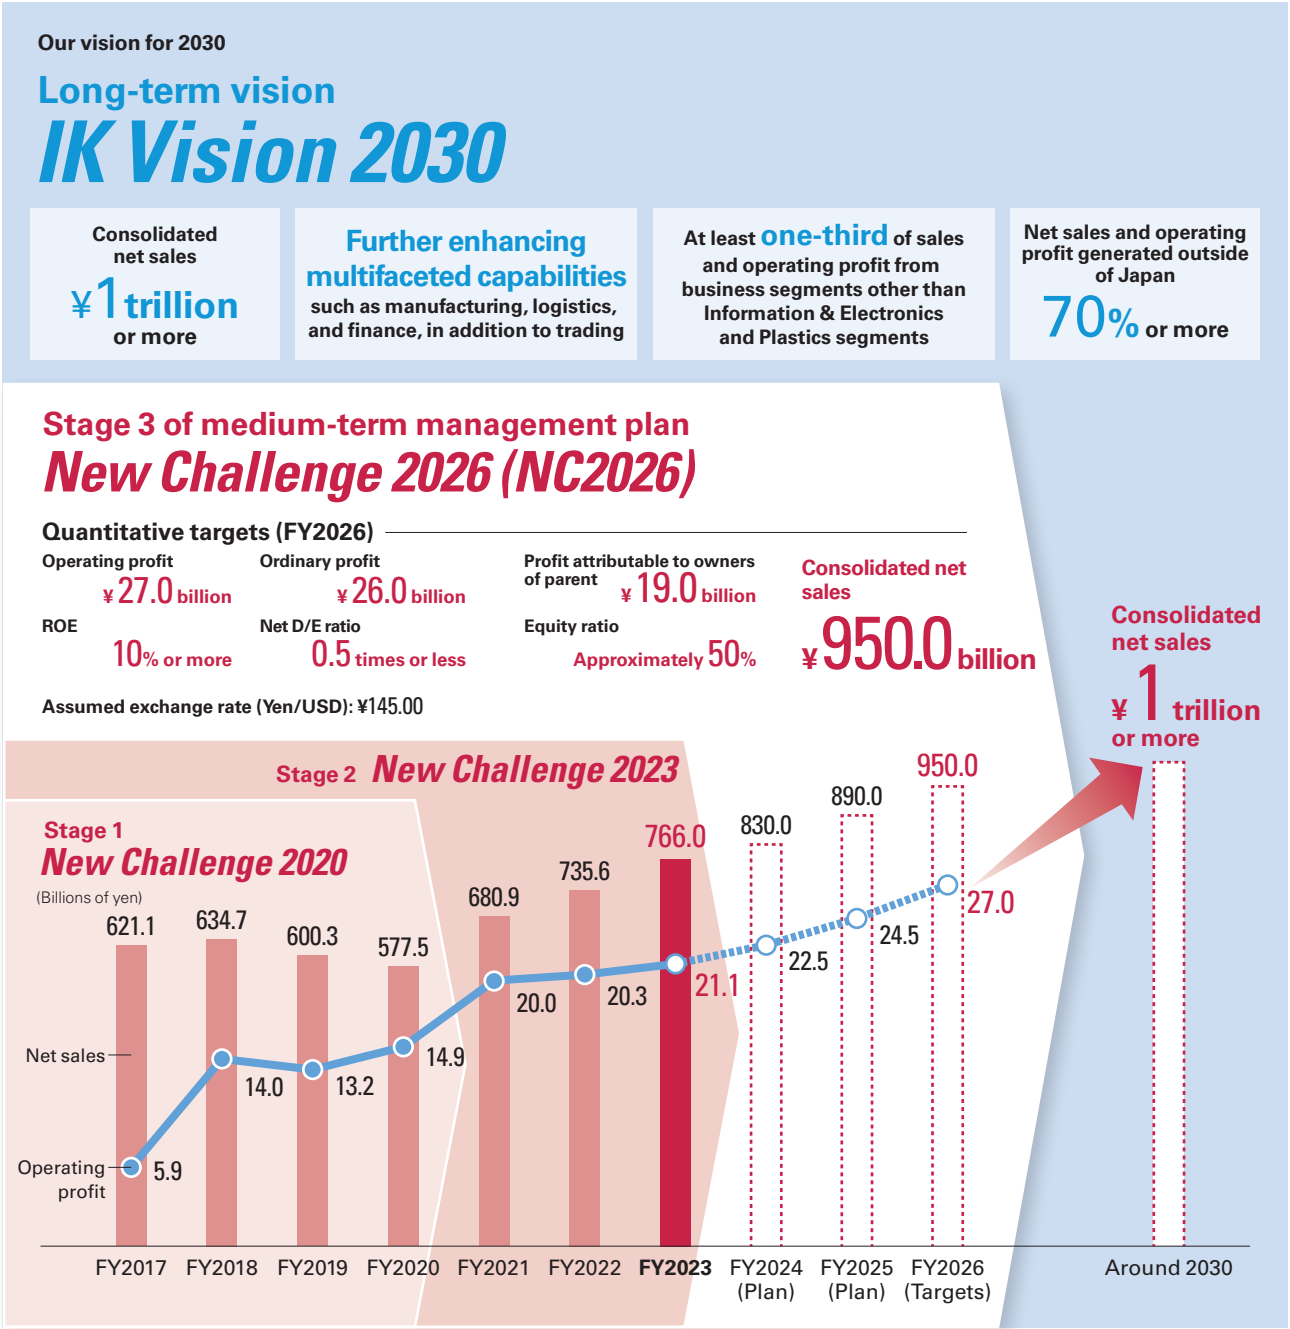 Our vision for 2030
Long-term vision
IK Vision 2030
Consolidated
net sales
¥1 trillion
or more
Further enhancing
multifaceted capabilities
such as manufacturing, logistics,
and finance, in addition to trading
At least one-third of sales
and operating profit from
business segments other than
Information & Electronics
and Plastics segments
Net sales and operating
profit generated outside
of Japan
70% or more
Stage 3 of medium-term management plan
New Challenge 2026 (NC2026)
Quantitative targets (FY2026)
Operating profit
¥27.0 billion
Ordinary profit
¥26.0 billion
Profit attributable to owners
of parent
¥19.0 billion
ROE
10% or more
Net D/E ratio
0.5 times or less
Equity ratio
Approximately 50%
Consolidated net
sales
¥950.0 billion
Assumed exchange rate (Yen/USD): ¥145.00
Consolidated
net sales
¥1 trillion
or more
Stage 2 New Challenge 2023
Stage 1
New Challenge 2020
(Billions of yen)
621.1
634.7
600.3
577.5
680.9
735.6
766.0
830.0
890.0
950.0
Net sales
Operating
profit
5.9
14.0
13.2
14.9
20.0
20.3
21.1
22.5
24.5
27.0
FY2017
FY2018
FY2019
FY2020
FY2021
FY2022
FY2023
FY2024
(Plan)
FY2025
(Plan)
FY2026
(Targets)
Around 2030